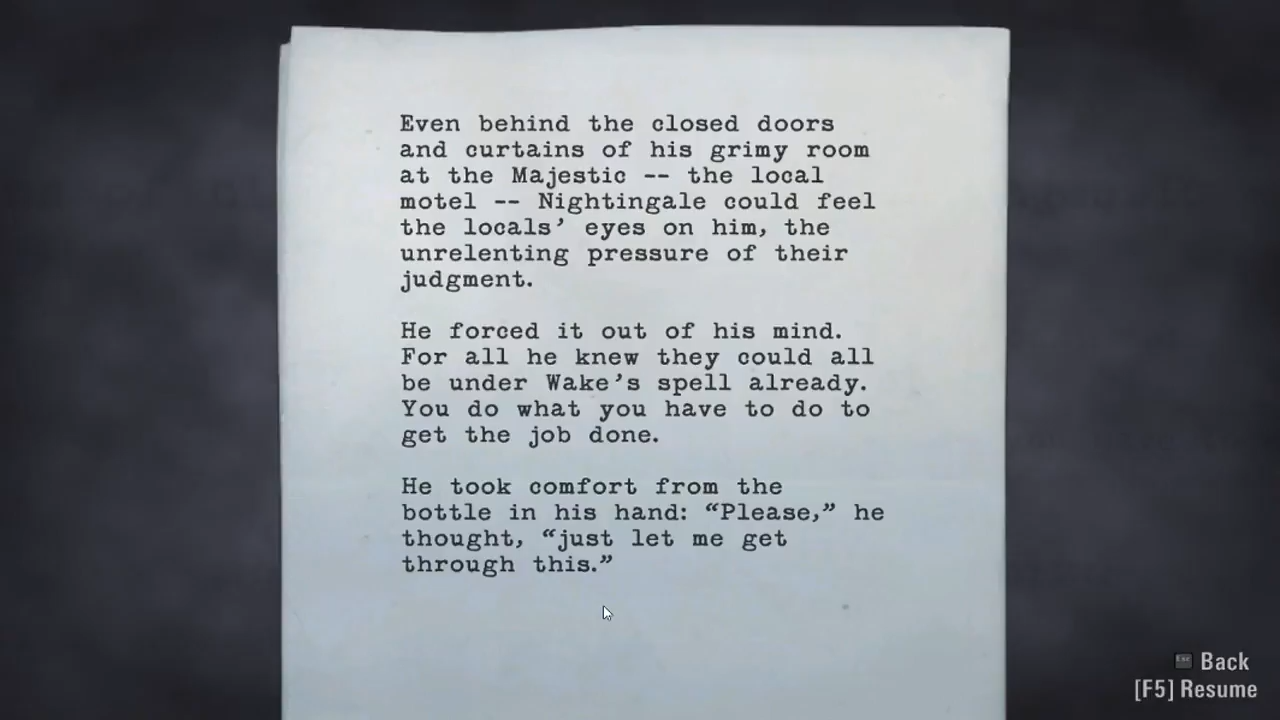 Even behind the closed doors
and curtains of his grimy room
at the Majestic -- the local
motel -- Nightingale could feel
the locals’ eyes on him, the
unrelenting pressure of their
judgment.
He forced it out of his mind.
For all he knew they could all
be under Wake’s spell already.
You do what you have to do to
get the job done.
He took comfort from the
bottle in his hand: “Please,” he
thought, “just let me get
through this.”
Esc Back
[F5] Resume